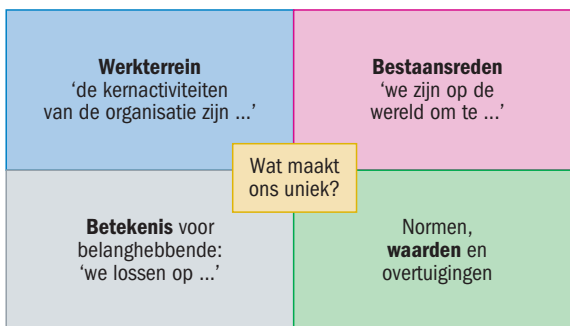 Werkterrein
‘de kernactiviteiten
van de organisatie zijn ...’
Bestaansreden
‘we zijn op de
wereld om te ...’
Wat maakt
ons uniek?
Betekenis voor
belanghebbende:
‘we lossen op ...’
Normen,
waarden en
overtuigingen